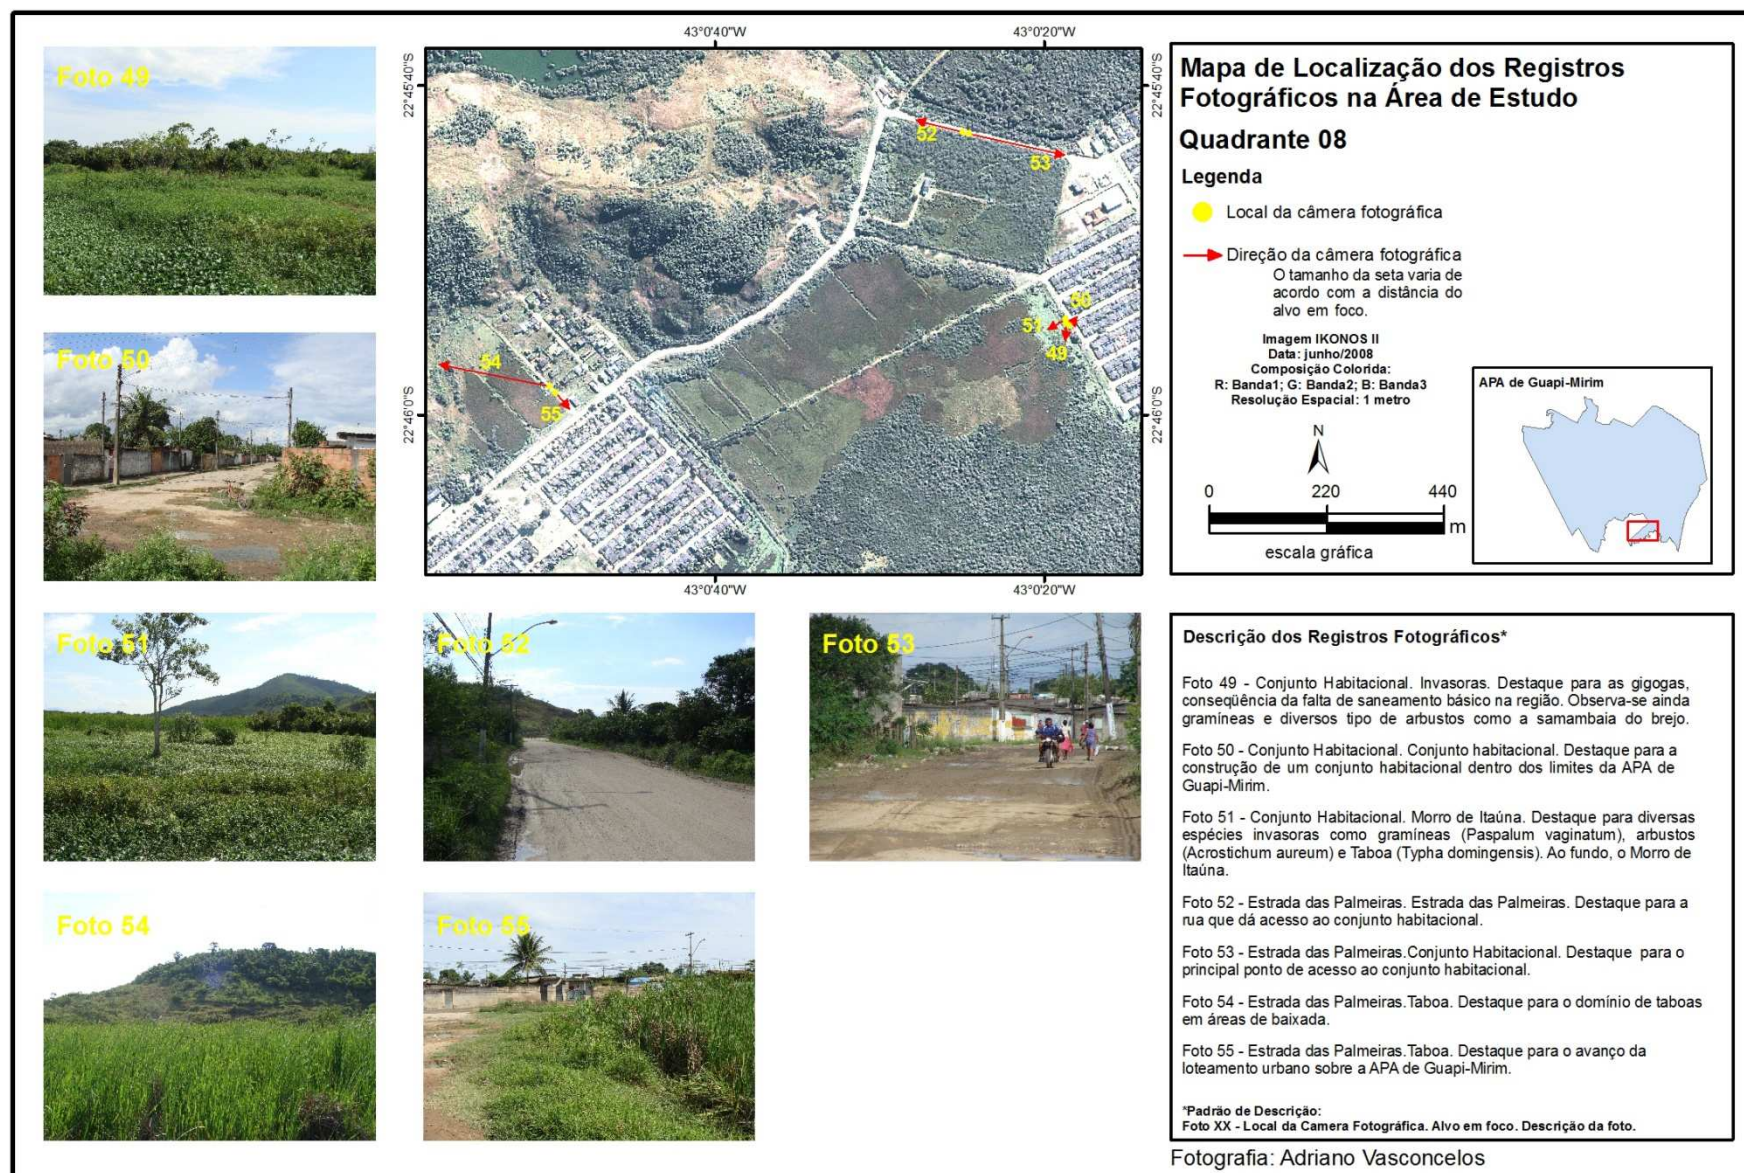 Foto 49
Foto 50
Foto 51
Foto 52
Foto 53
Foto 54
Foto 55
43°0'40"W
43°0'20"W
22°45'40"S
22°45'40"S
52
53
50
51
49
54
55
22°46'0"S
22°46'0"S
43°0'40"W
43°0'20"W
Mapa de Localização dos Registros
Fotográficos na Área de Estudo
Quadrante 08
Legenda
Local da câmera fotográfica
Direção da câmera fotográfica
O tamanho da seta varia de
acordo com a distância do
alvo em foco.
Imagem IKONOS II
Data: junho/2008
Composição Colorida:
R: Banda1; G: Banda2; B: Banda3
Resolução Espacial: 1 metro
N
0 220 440
m
escala gráfica
APA de Guapi-Mirim
Descrição dos Registros Fotográficos*
Foto 49 - Conjunto Habitacional. Invasoras. Destaque para as gigogas,
conseqüência da falta de saneamento básico na região. Observa-se ainda
gramíneas e diversos tipo de arbustos como a samambaia do brejo.
Foto 50 - Conjunto Habitacional. Conjunto habitacional. Destaque para a
construção de um conjunto habitacional dentro dos limites da APA de
Guapi-Mirim.
Foto 51 - Conjunto Habitacional. Morro de Itaúna. Destaque para diversas
espécies invasoras como gramíneas (Paspalum vaginatum), arbustos
(Acrostichum aureum) e Taboa (Typha domingensis). Ao fundo, o Morro de
Itaúna.
Foto 52 - Estrada das Palmeiras. Estrada das Palmeiras. Destaque para a
rua que dá acesso ao conjunto habitacional.
Foto 53 - Estrada das Palmeiras.Conjunto Habitacional. Destaque para o
principal ponto de acesso ao conjunto habitacional.
Foto 54 - Estrada das Palmeiras.Taboa. Destaque para o domínio de taboas
em áreas de baixada.
Foto 55 - Estrada das Palmeiras.Taboa. Destaque para o avanço da
loteamento urbano sobre a APA de Guapi-Mirim.
*Padrão de Descrição:
Foto XX - Local da Camera Fotográfica. Alvo em foco. Descrição da foto.
Fotografia: Adriano Vasconcelos